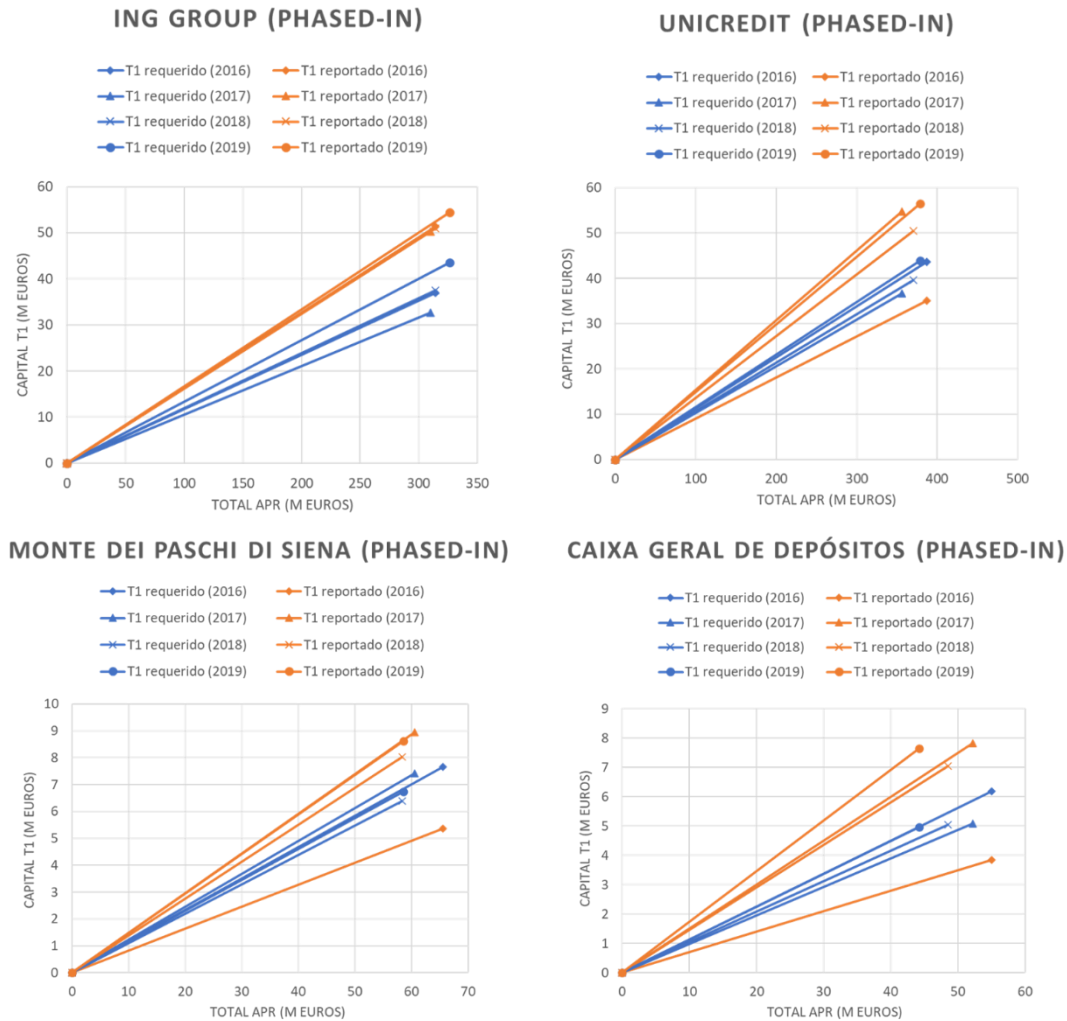 ING GROUP (PHASED-IN)
T1 requerido (2016) T1 reportado (2016)
T1 requerido (2017) T1 reportado (2017)
T1 requerido (2018) T1 reportado (2018)
T1 requerido (2019) T1 reportado (2019)
60
50
40
30
20
10
0
CAPITAL T1 (M EUROS)
0 50 100 150 200 250 300 350
TOTAL APR (M EUROS)
UNICREDIT (PHASED-IN)
T1 requerido (2016) T1 reportado (2016)
T1 requerido (2017) T1 reportado (2017)
T1 requerido (2018) T1 reportado (2018)
T1 requerido (2019) T1 reportado (2019)
60
50
40
30
20
10
0
CAPITAL T1 (M EUROS)
0 100 200 300 400 500
TOTAL APR (M EUROS)
MONTE DEI PASCHI DI SIENA (PHASED-IN)
T1 requerido (2016) T1 reportado (2016)
T1 requerido (2017) T1 reportado (2017)
T1 requerido (2018) T1 reportado (2018)
T1 requerido (2019) T1 reportado (2019)
10
9
8
7
6
5
4
3
2
1
0
CAPITAL T1 (M EUROS)
0 10 20 30 40 50 60 70
TOTAL APR (M EUROS)
CAIXA GERAL DE DEPÓSITOS (PHASED-IN)
T1 requerido (2016) T1 reportado (2016)
T1 requerido (2017) T1 reportado (2017)
T1 requerido (2018) T1 reportado (2018)
T1 requerido (2019) T1 reportado (2019)
9
8
7
6
5
4
3
2
1
0
CAPITAL T1 (M EUROS)
0 10 20 30 40 50 60
TOTAL APR (M EUROS)